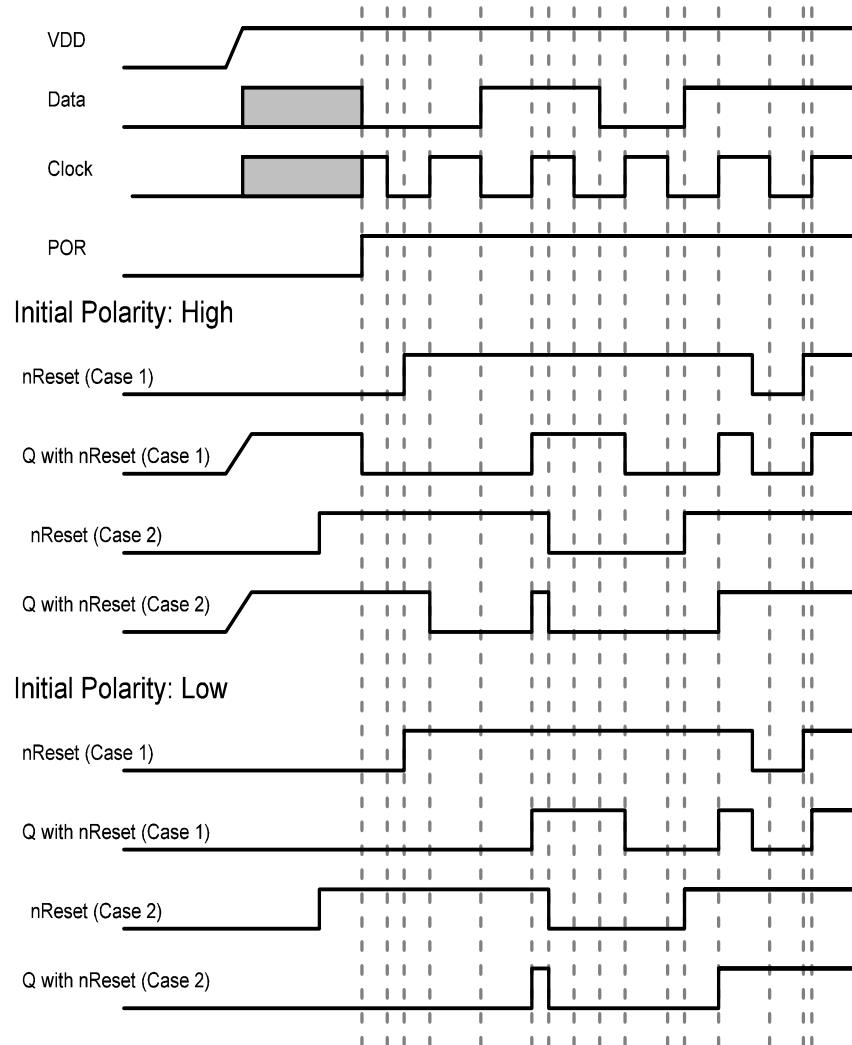 VDD
Data
Clock
POR
Initial Polarity: High
nReset (Case 1)
Q with nReset (Case 1)
nReset (Case 2)
Q with nReset (Case 2)
Initial Polarity: Low
nReset (Case 1)
Q with nReset (Case 1)
nReset (Case 2)
Q with nReset (Case 2)